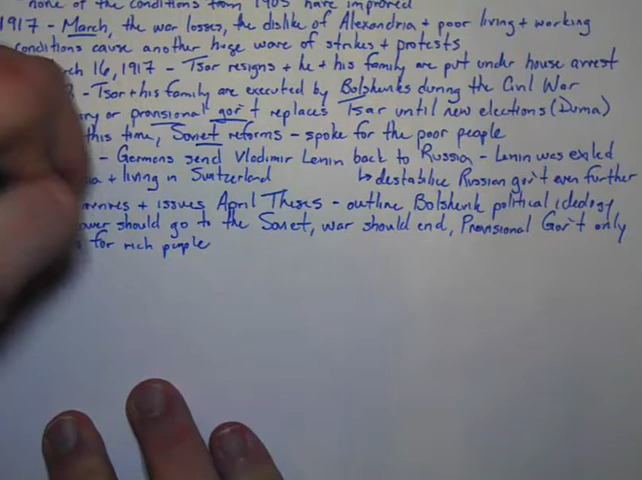 none of the conditions from 1905 have improved
1917 - March, the war losses, the dislike of Alexandria + poor living + working
conditions cause another huge wave of strikes + protests
rch 16, 1917 - Tsar resigns + he + his family are put under house arrest
- Tsar + his family are executed by Bolsheviks during the Civil War
ry or provisional gov't replaces Tsar until new elections (Duma)
this time, Soviet reforms - spoke for the poor people
- Germans send Vladimir Lenin back to Russia - Lenin was exiled
+ living in Switzerland ↳ destabilize Russian gov't even further
+ issues April Theses - outline Bolshevik political ideology
ower should go to the Soviet, war should end, Provisional Gov't only
for rich people